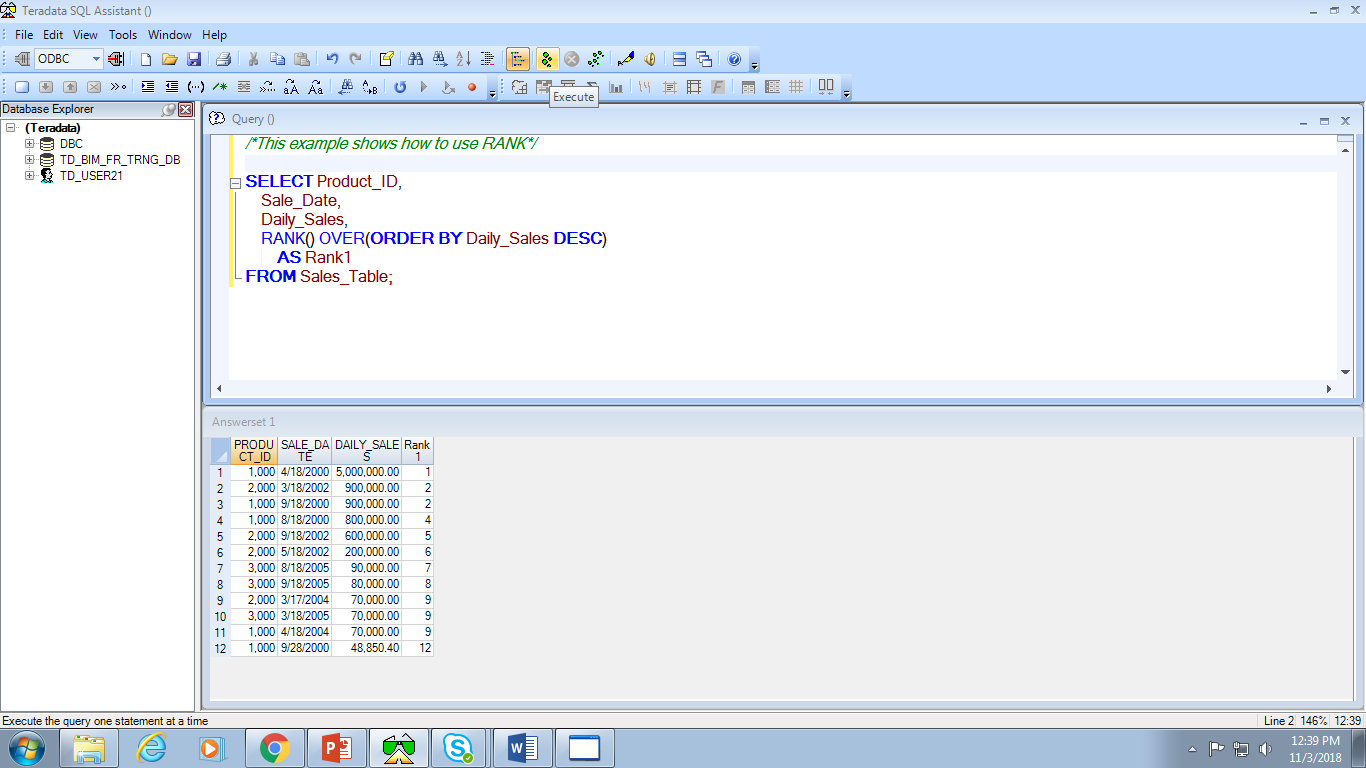 Teradata SQL Assistant ()
File Edit View Tools Window Help
ODBC
Execute
Database Explorer
(Teradata)
DBC
TD_BIM_FR_TRNG_DB
TD_USER21
Query ()
/*This example shows how to use RANK*/
SELECT Product_ID,
Sale_Date,
Daily_Sales,
RANK() OVER(ORDER BY Daily_Sales DESC)
AS Rank1
FROM Sales_Table;
Answerset 1
PRODU SALE_DA DAILY_SALE Rank
CT_ID TE S 1
1 1,000 4/18/2000 5,000,000.00 1
2 2,000 3/18/2002 900,000.00 2
3 1,000 9/18/2000 900,000.00 2
4 1,000 8/18/2000 800,000.00 4
5 2,000 9/18/2002 600,000.00 5
6 2,000 5/18/2002 200,000.00 6
7 3,000 8/18/2005 90,000.00 7
8 3,000 9/18/2005 80,000.00 8
9 2,000 3/17/2004 70,000.00 9
10 3,000 3/18/2005 70,000.00 9
11 1,000 4/18/2004 70,000.00 9
12 1,000 9/28/2000 48,850.40 12
Execute the query one statement at a time
Line 2 146% 12:39
12:39 PM
11/3/2018